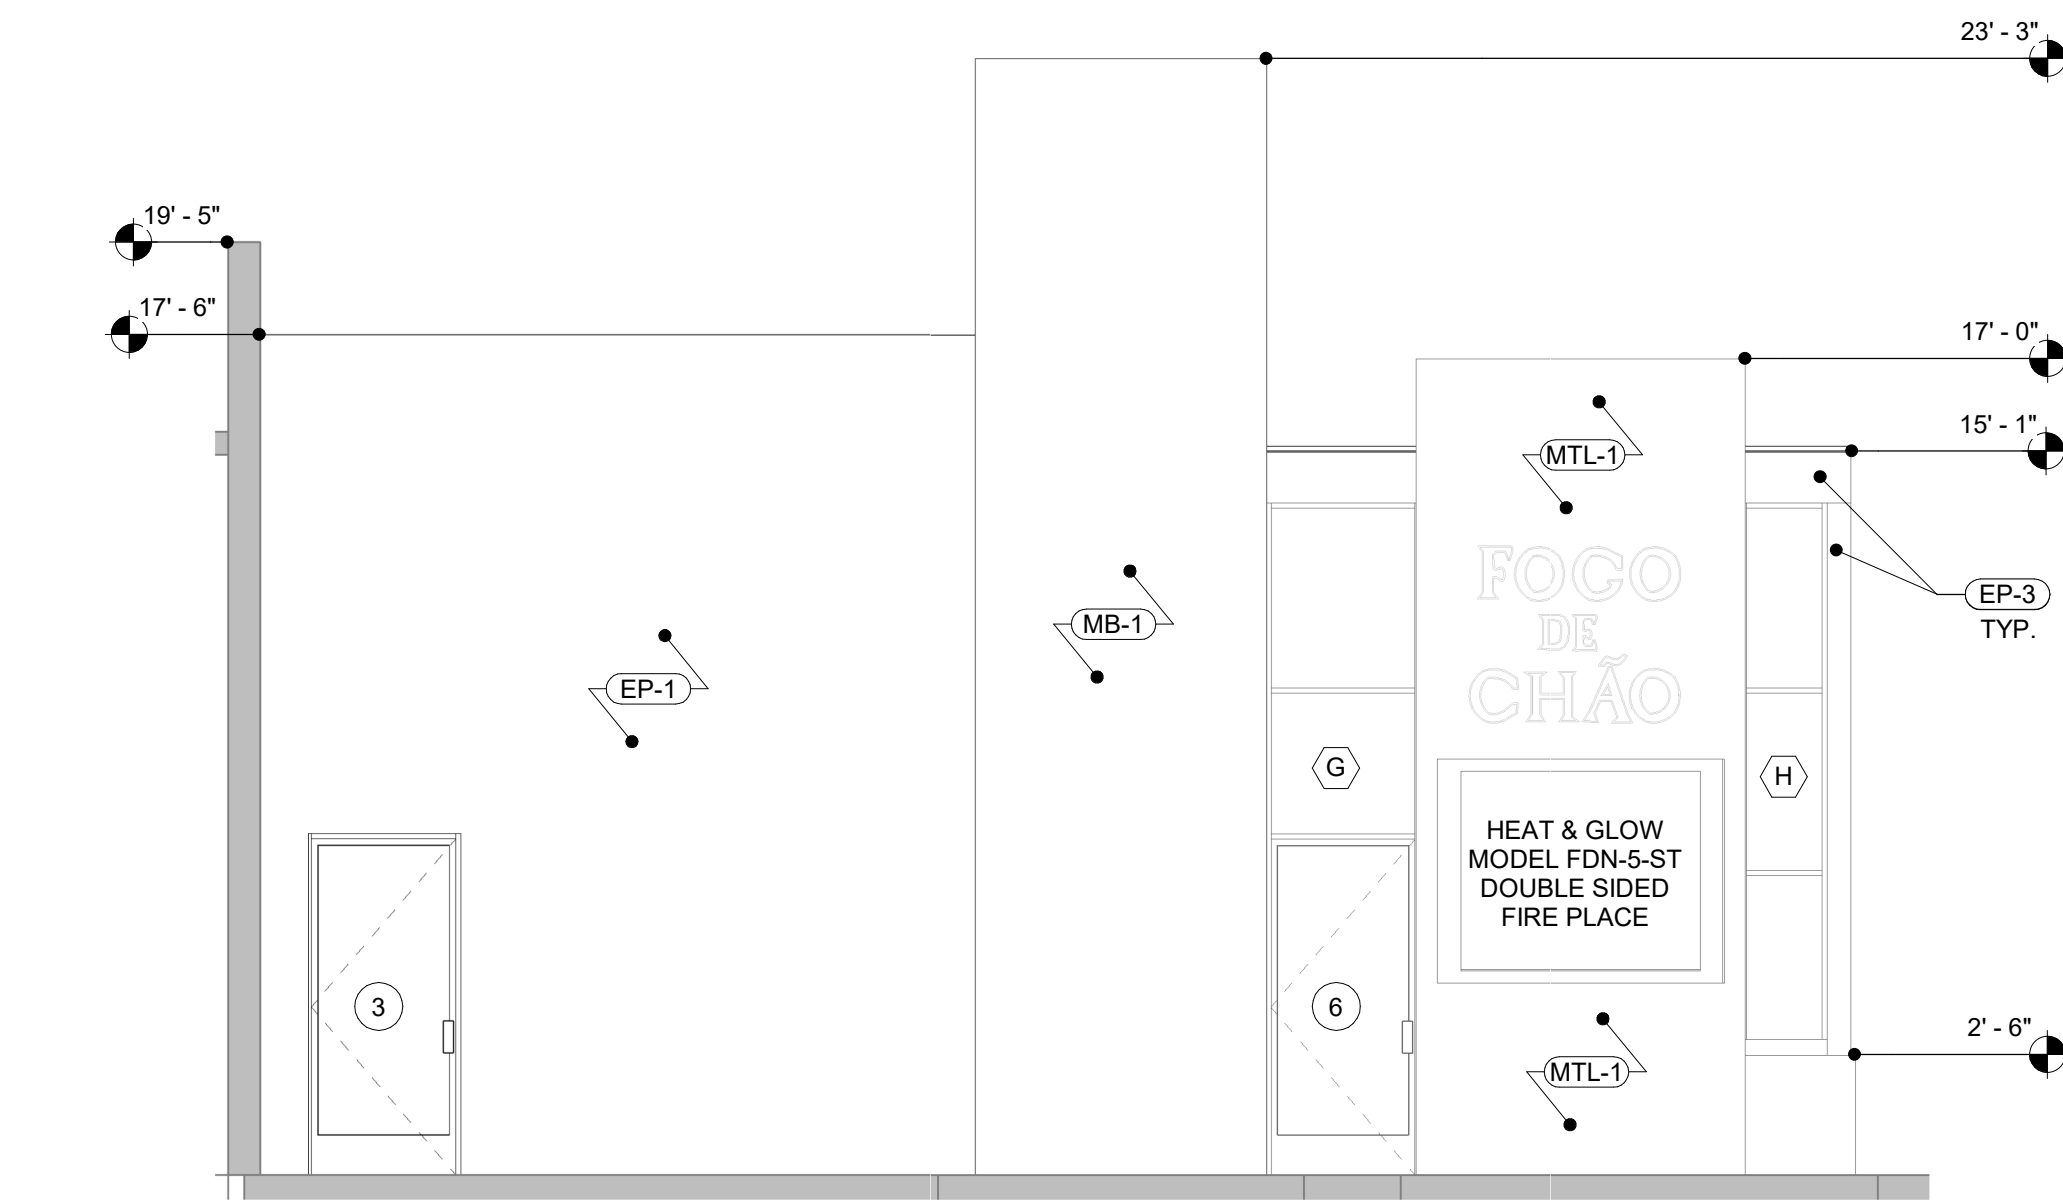 23' - 3"
19' - 5"
17' - 6"
17' - 0"
15' - 1"
MTL-1
FOGO
DE
CHÃO
EP-3
TYP.
MB-1
EP-1
G
H
HEAT & GLOW
MODEL FDN-5-ST
DOUBLE SIDED
FIRE PLACE
3
6
2' - 6"
MTL-1